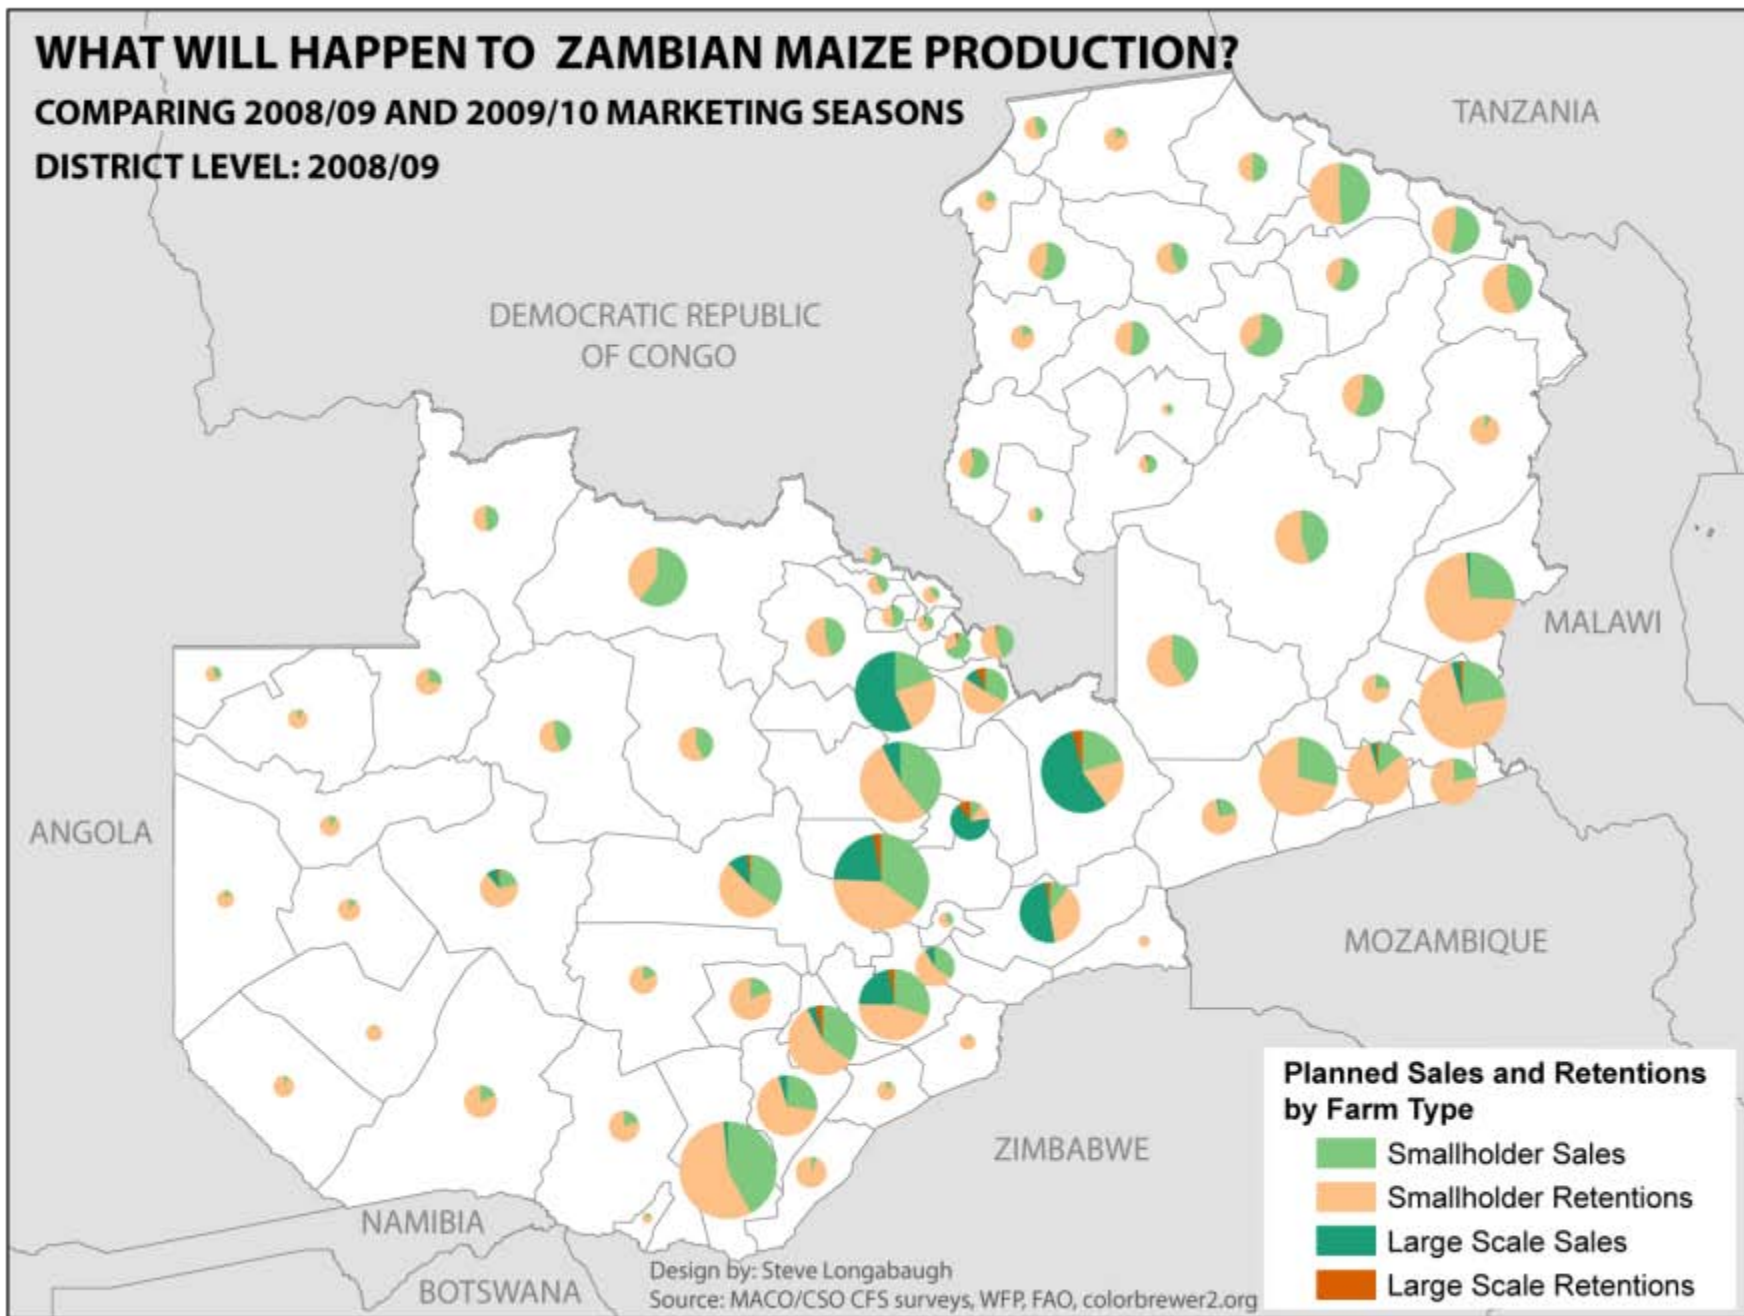 WHAT WILL HAPPEN TO ZAMBIAN MAIZE PRODUCTION?
COMPARING 2008/09 AND 2009/10 MARKETING SEASONS
DISTRICT LEVEL: 2008/09
TANZANIA
DEMOCRATIC REPUBLIC
OF CONGO
MALAWI
ANGOLA
MOZAMBIQUE
ZIMBABWE
NAMIBIA
BOTSWANA
Planned Sales and Retentions
by Farm Type
Smallholder Sales
Smallholder Retentions
Large Scale Sales
Large Scale Retentions
Design by: Steve Longabaugh
Source: MACO/CSO CFS surveys, WFP, FAO, colorbrewer2.org